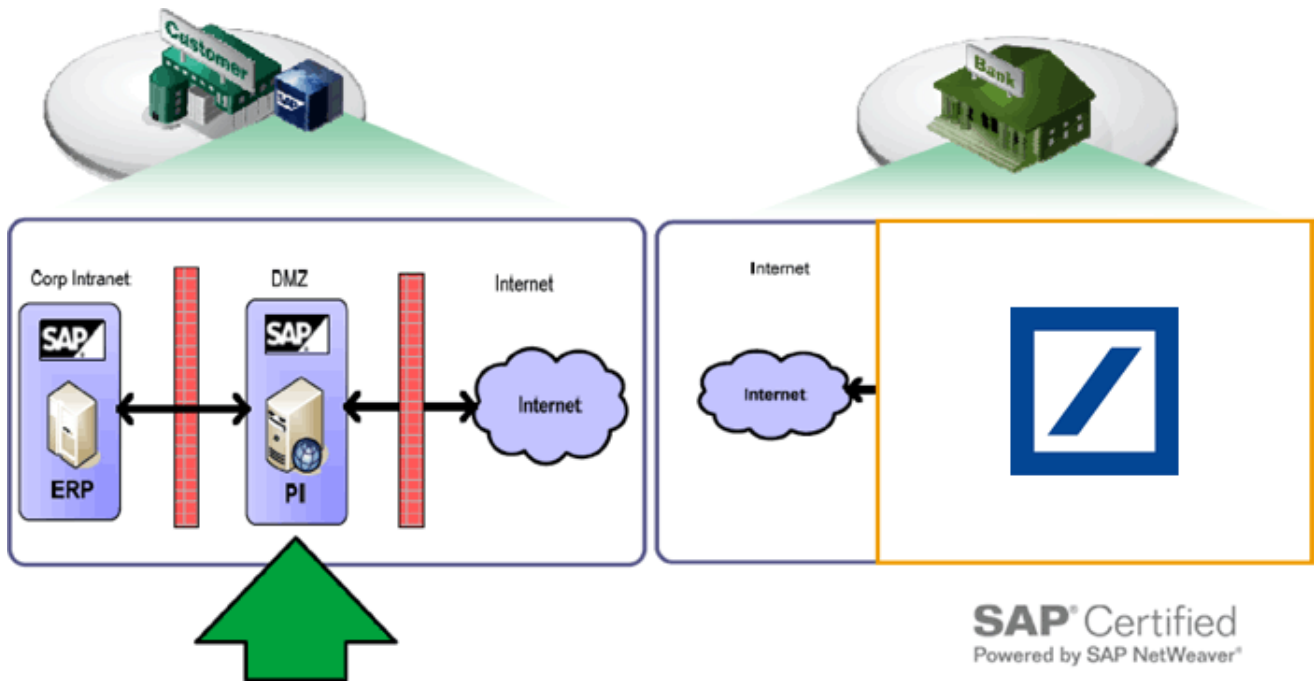 Customer
SAP
Bank
Corp Intranet
DMZ
Internet
Internet
SAP
SAP
Internet
Internet
ERP
PI
SAP® Certified
Powered by SAP NetWeaver®